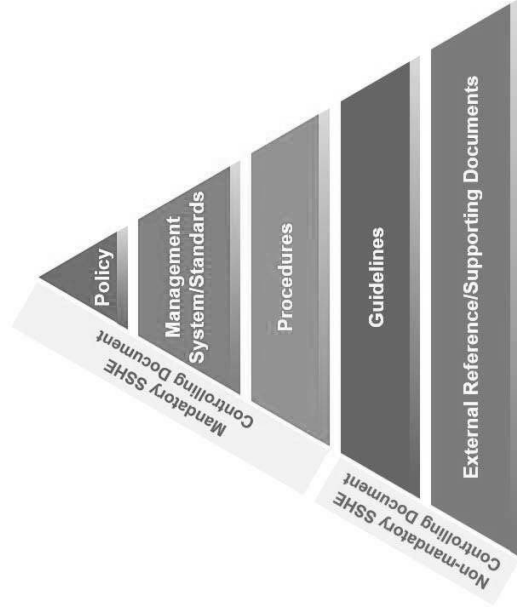 Policy
Management
System/Standards
Procedures
Guidelines
External Reference/Supporting Documents
Mandatory SSHE
Controlling Document
Non-mandatory SSHE
Controlling Document